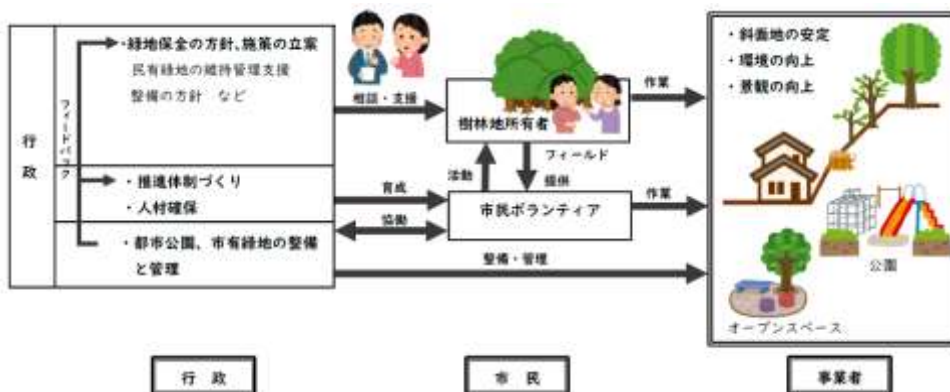 行政
フィードバック
・緑地保全の方針、施策の立案
民有緑地の維持管理支援
整備の方針 など
・推進体制づくり
・人材確保
・都市公園、市有緑地の整備
と管理
相談・支援
育成
協働
整備・管理
樹林地所有者
活動
フィールド
提供
市民ボランティア
作業
作業
・斜面地の安定
・環境の向上
・景観の向上
公園
オープンスペース
行 政
市 民
事業者